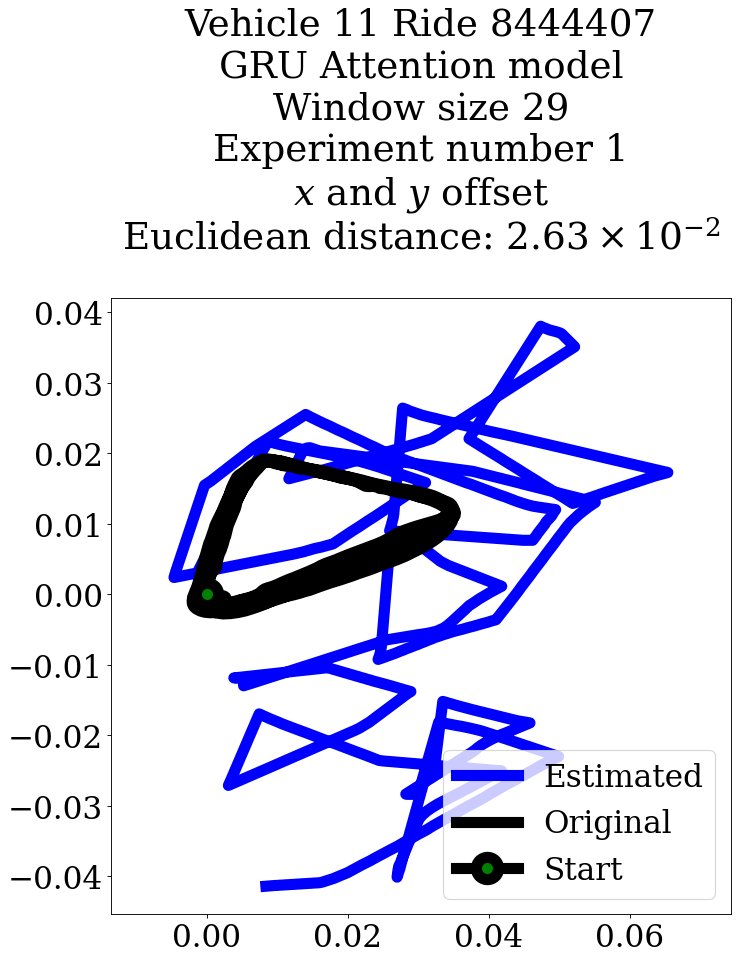 Vehicle 11 Ride 8444407
GRU Attention model
Window size 29
Experiment number 1
x and y offset
Euclidean distance: 2.63 × 10⁻²
0.04
0.03
0.02
0.01
0.00
−0.01
−0.02
−0.03
−0.04
Estimated
Original
Start
0.00 0.02 0.04 0.06